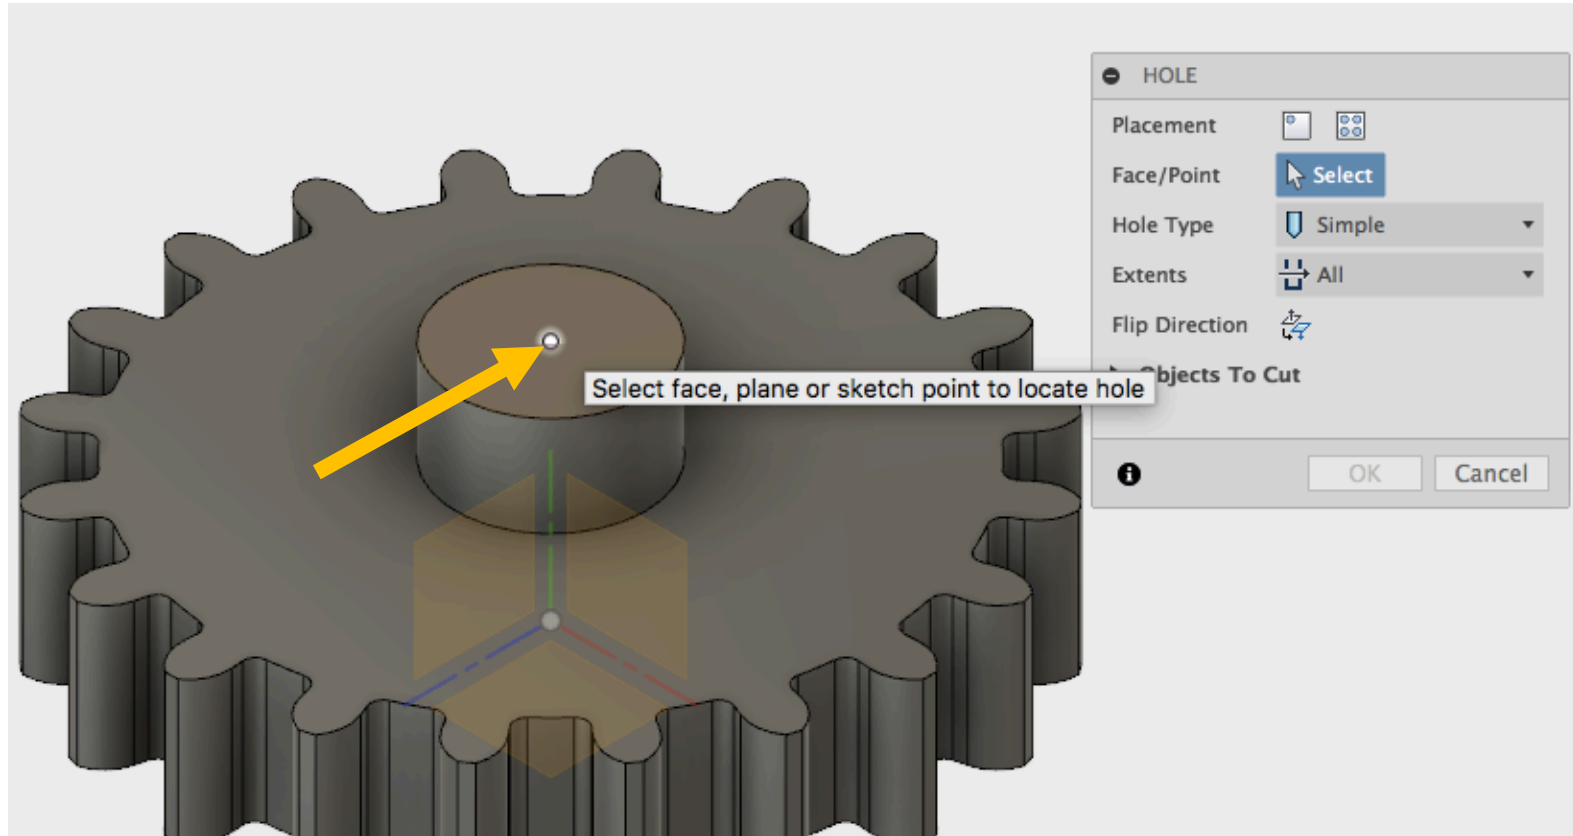 HOLE
Placement
Face/Point Select
Hole Type Simple
Extents All
Flip Direction
Objects To Cut
Select face, plane or sketch point to locate hole
OK Cancel